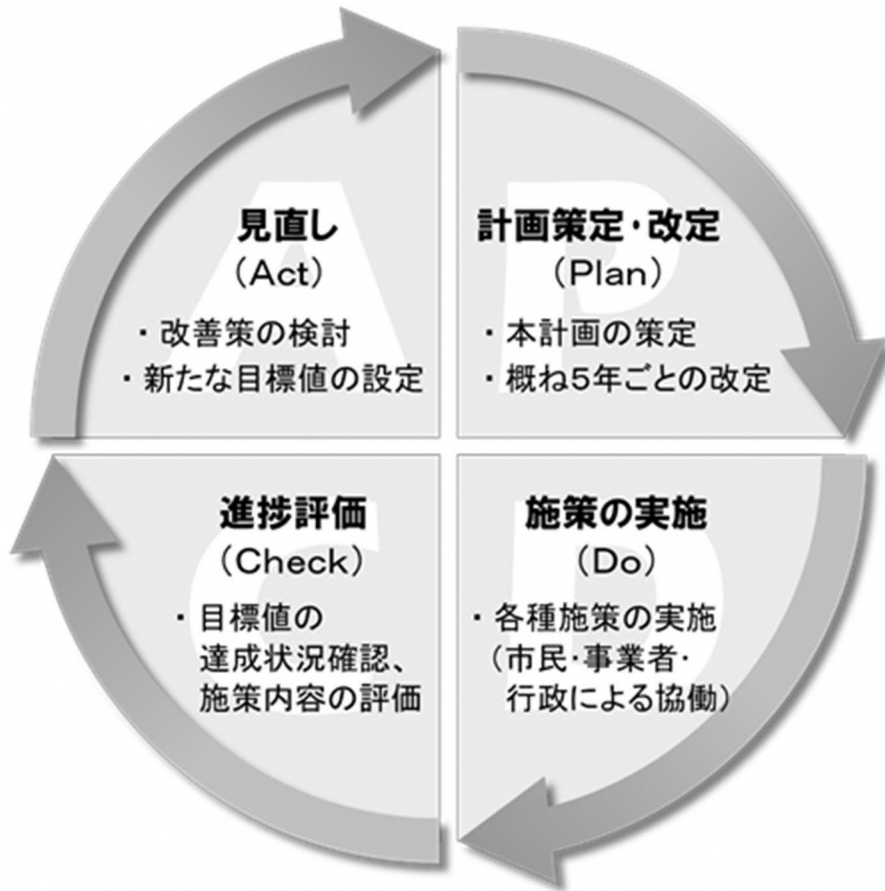 A
見直し
(Act)
・改善策の検討
・新たな目標値の設定
P
計画策定・改定
(Plan)
・本計画の策定
・概ね5年ごとの改定
C
進捗評価
(Check)
・目標値の
達成状況確認、
施策内容の評価
D
施策の実施
(Do)
・各種施策の実施
(市民・事業者・
行政による協働)